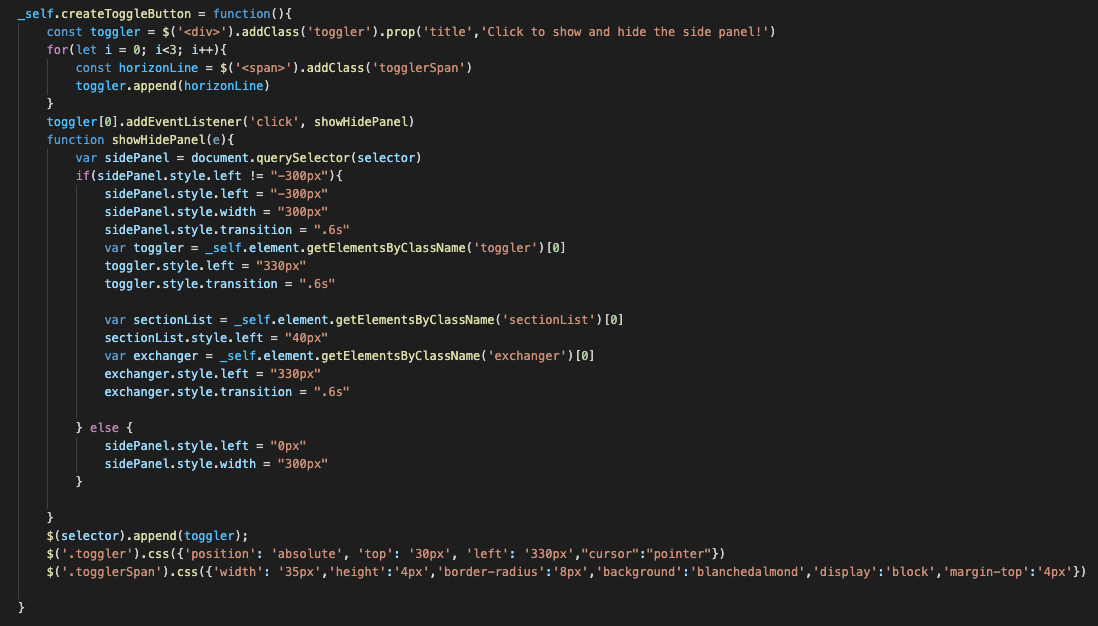 _self.createToggleButton = function(){
    const toggler = $('<div>').addClass('toggler').prop('title','Click to show and hide the side panel!')
    for(let i = 0; i<3; i++){
        const horizonLine = $('<span>').addClass('togglerSpan')
        toggler.append(horizonLine)
    }
    toggler[0].addEventListener('click', showHidePanel)
    function showHidePanel(e){
        var sidePanel = document.querySelector(selector)
        if(sidePanel.style.left != "-300px"){
            sidePanel.style.left = "-300px"
            sidePanel.style.width = "300px"
            sidePanel.style.transition = ".6s"
            var toggler = _self.element.getElementsByClassName('toggler')[0]
            toggler.style.left = "330px"
            toggler.style.transition = ".6s"

            var sectionList = _self.element.getElementsByClassName('sectionList')[0]
            sectionList.style.left = "40px"
            var exchanger = _self.element.getElementsByClassName('exchanger')[0]
            exchanger.style.left = "330px"
            exchanger.style.transition = ".6s"

        } else {
            sidePanel.style.left = "0px"
            sidePanel.style.width = "300px"
        }

    }
    $(selector).append(toggler);
    $('.toggler').css({'position': 'absolute', 'top': '30px', 'left': '330px',"cursor":"pointer"})
    $('.togglerSpan').css({'width': '35px','height':'4px','border-radius':'8px','background':'blanchedalmond','display':'block','margin-top':'4px'})

}